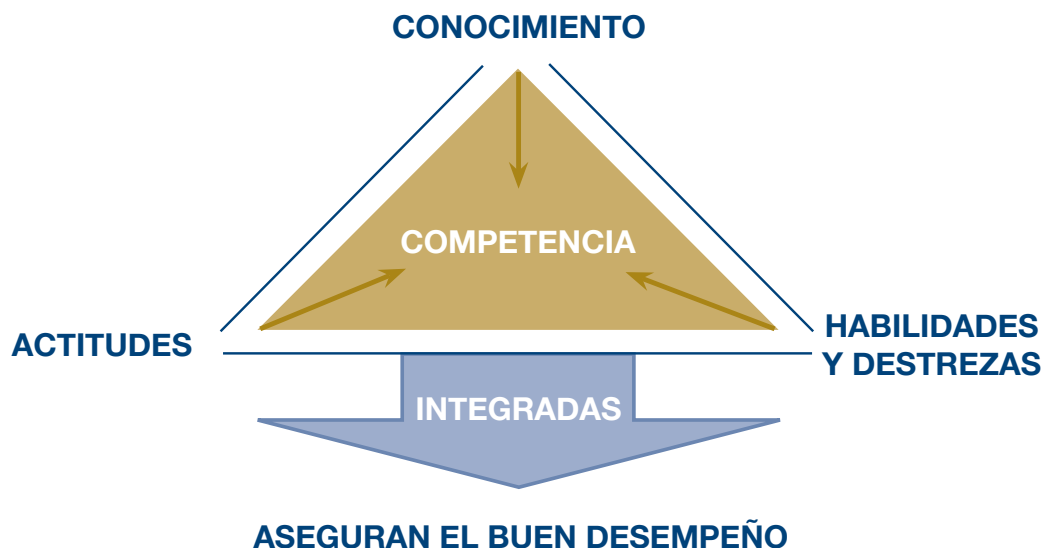 CONOCIMIENTO
COMPETENCIA
ACTITUDES
HABILIDADES
Y DESTREZAS
INTEGRADAS
ASEGURAN EL BUEN DESEMPEÑO